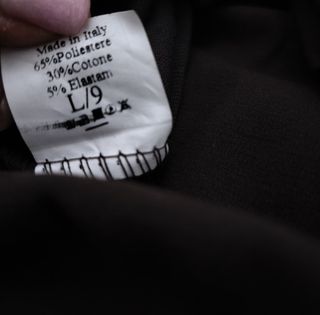 Made in Italy
65%Poliestere
30%Cotone
5% Elastam
L/9